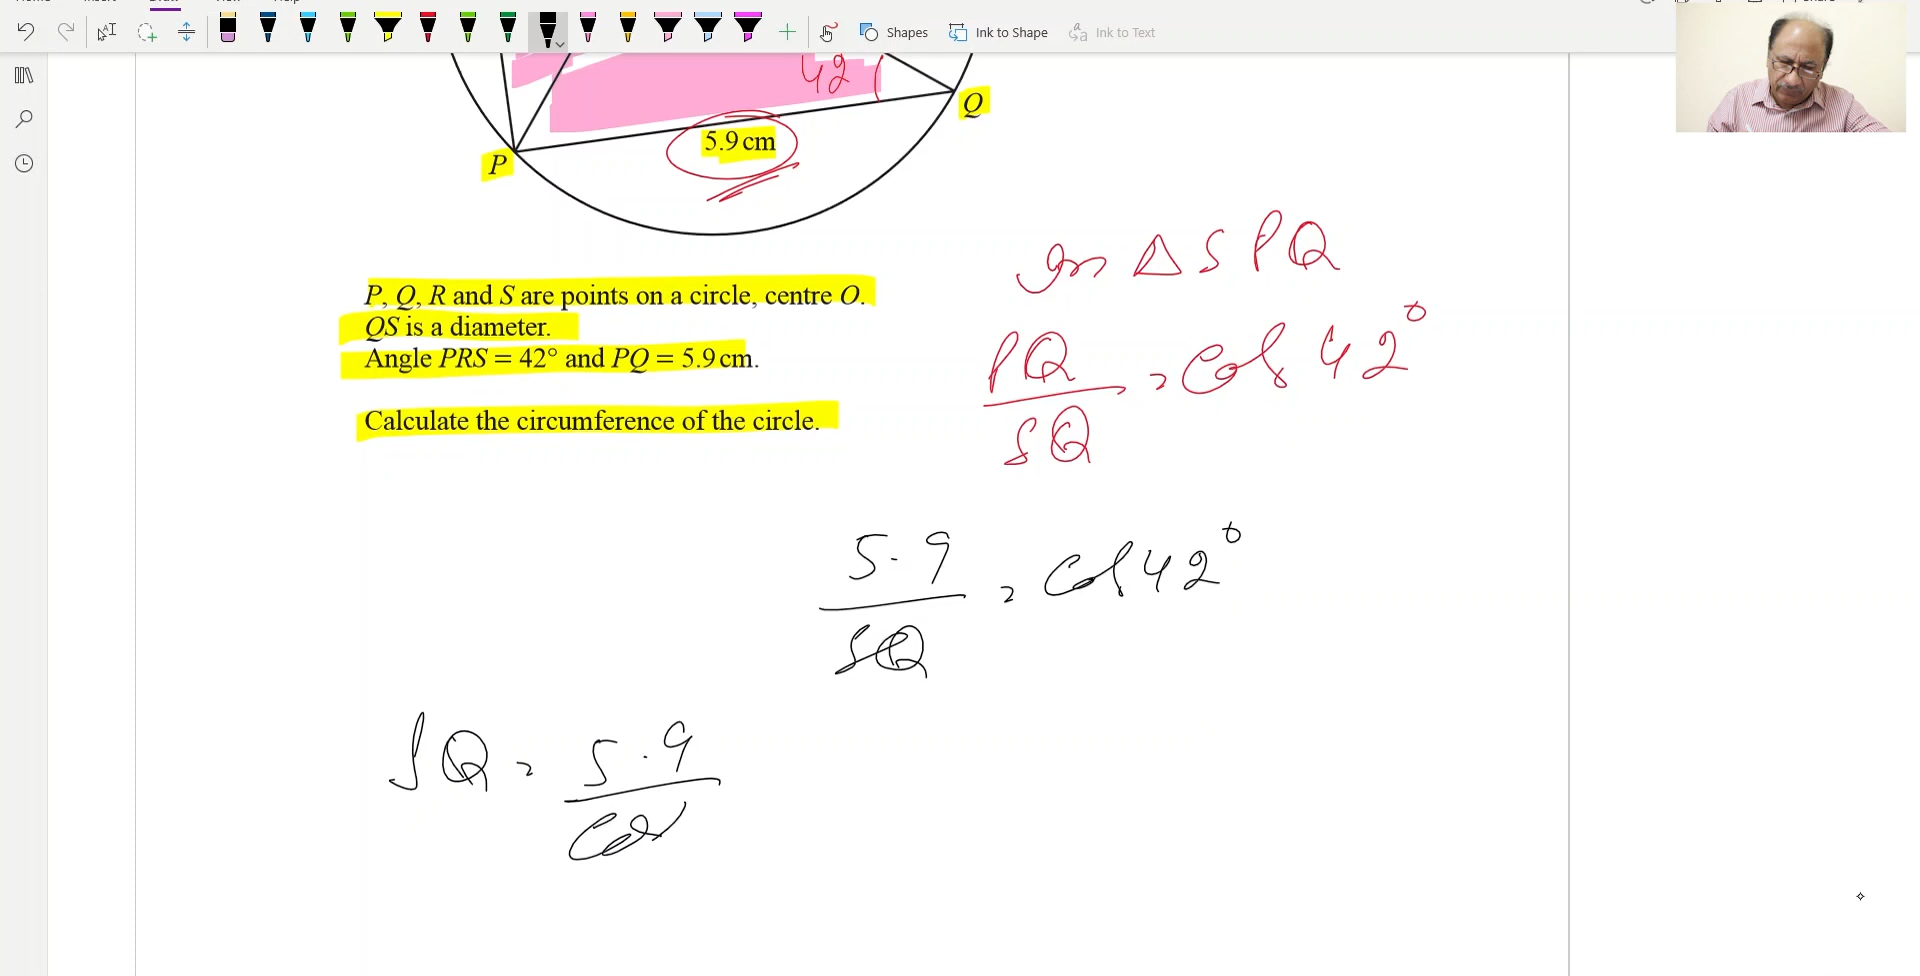 Shapes Ink to Shape Ink to Text
42
Q
5.9 cm
P
In △ SPQ
P, Q, R and S are points on a circle, centre O.
QS is a diameter.
Angle PRS = 42° and PQ = 5.9 cm.
PQ/SQ = Cos 42°
Calculate the circumference of the circle.
5.9/SQ = Cos 42°
SQ = 5.9/Cos